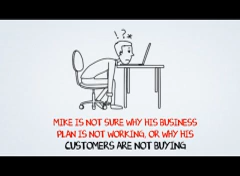 !?*
MIKE IS NOT SURE WHY HIS BUSINESS
PLAN IS NOT WORKING, OR WHY HIS
CUSTOMERS ARE NOT BUYING